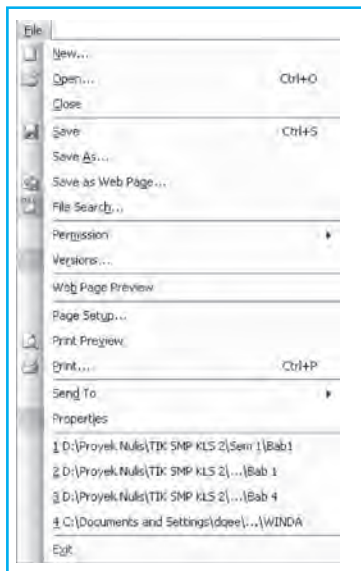 File
New...
Open... Ctrl+O
Close
Save Ctrl+S
Save As...
Save as Web Page...
File Search...
Permission
Versions...
Web Page Preview
Page Setup...
Print Preview
Print... Ctrl+P
Send To
Properties
1 D:\Proyek Nulis\TIK SMP KLS 2\Sem 1\Bab1
2 D:\Proyek Nulis\TIK SMP KLS 2\...\Bab 1
3 D:\Proyek Nulis\TIK SMP KLS 2\...\Bab 4
4 C:\Documents and Settings\dqee\...\WINDA
Exit